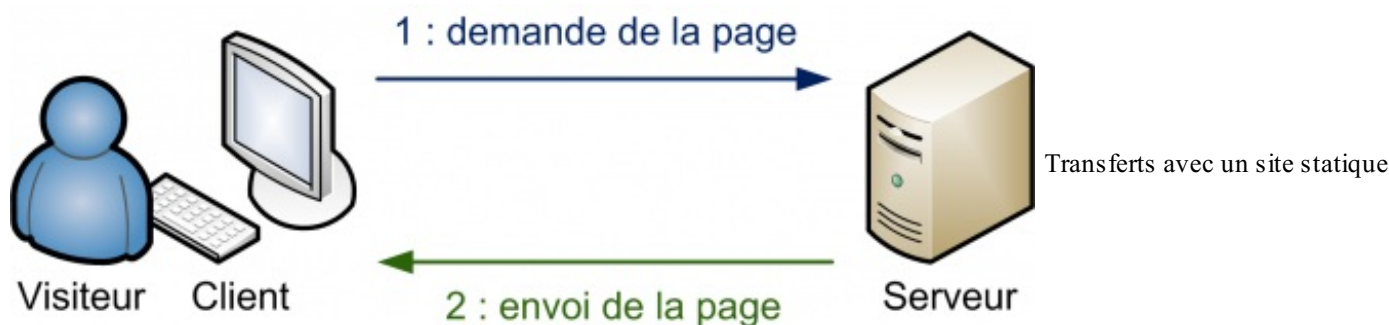 1 : demande de la page
Transferts avec un site statique
Visiteur
Client
2 : envoi de la page
Serveur